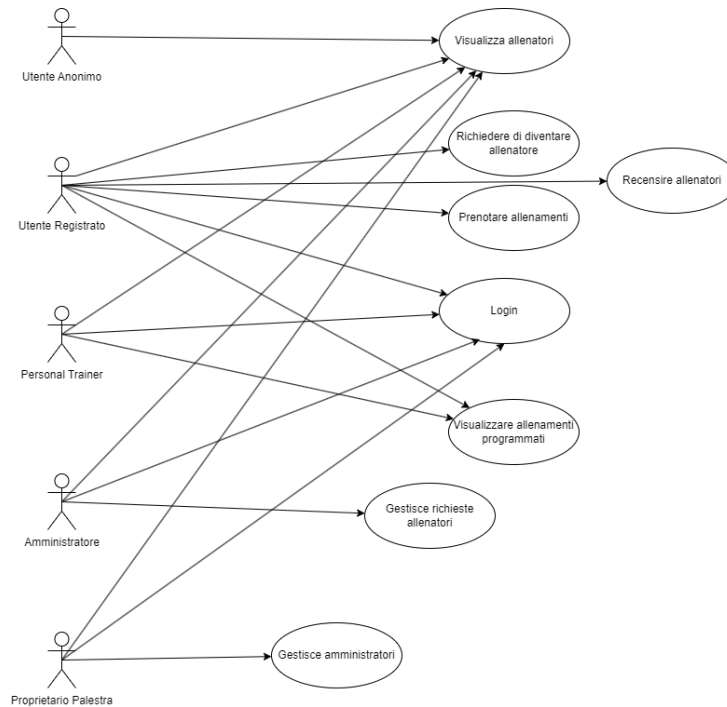 Visualizza allenatori
Utente Anonimo
Richiedere di diventare
allenatore
Recensire allenatori
Utente Registrato
Prenotare allenamenti
Login
Personal Trainer
Visualizzare allenamenti
programmati
Gestisce richieste
allenatori
Amministratore
Gestisce amministratori
Proprietario Palestra